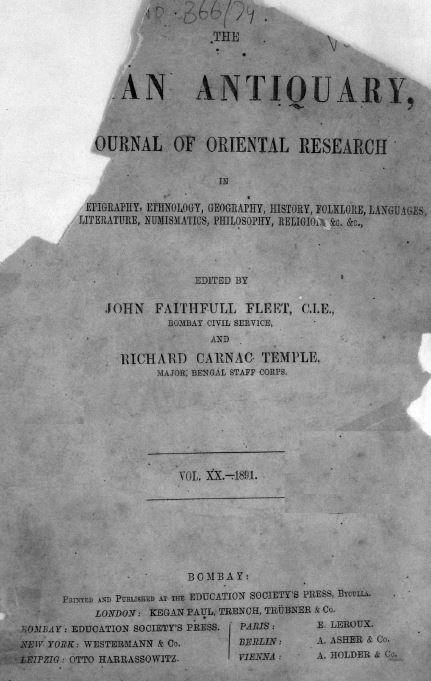 B66/74
THE
AN ANTIQUARY,
OURNAL OF ORIENTAL RESEARCH
IN
EPIGRAPHY, ETHNOLOGY, GEOGRAPHY, HISTORY, FOLKLORE, LANGUAGES,
LITERATURE, NUMISMATICS, PHILOSOPHY, RELIGION, &c. &c.,
EDITED BY
JOHN FAITHFULL FLEET, C.I.E.,
BOMBAY CIVIL SERVICE,
AND
RICHARD CARNAC TEMPLE,
MAJOR, BENGAL STAFF CORPS.
VOL. XX.—1891.
BOMBAY:
PRINTED AND PUBLISHED AT THE EDUCATION SOCIETY'S PRESS, BYCULLA.
LONDON: KEGAN PAUL, TRENCH, TRÜBNER & Co.
BOMBAY: EDUCATION SOCIETY'S PRESS.
NEW YORK: WESTERMANN & Co.
LEIPZIG: OTTO HARRASSOWITZ.
PARIS: E. LEROUX.
BERLIN: A. ASHER & Co.
VIENNA: A. HOLDER & Co.